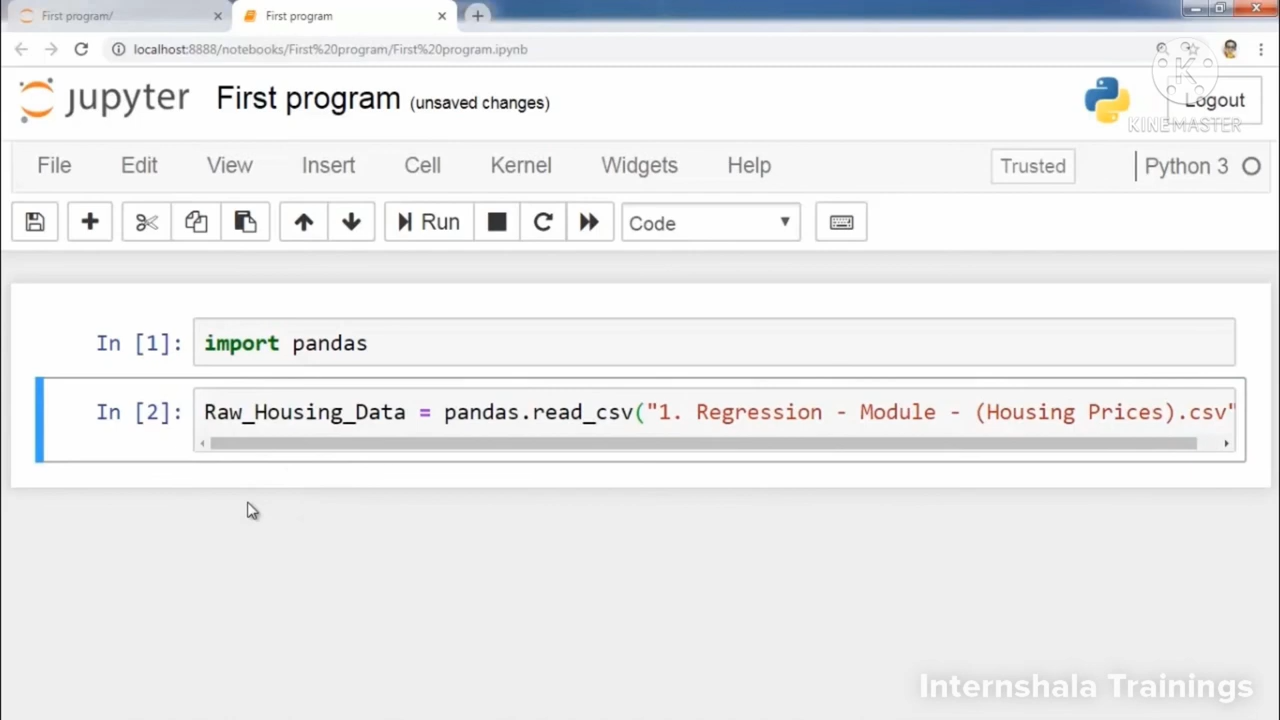 First program/
First program
localhost:8888/notebooks/First%20program/First%20program.ipynb
jupyter First program (unsaved changes)
Logout
K
KINEMASTER
File Edit View Insert Cell Kernel Widgets Help Trusted Python 3
Run Code
In [1]: import pandas
In [2]: Raw_Housing_Data = pandas.read_csv("1. Regression - Module - (Housing Prices).csv"
Internshala Trainings